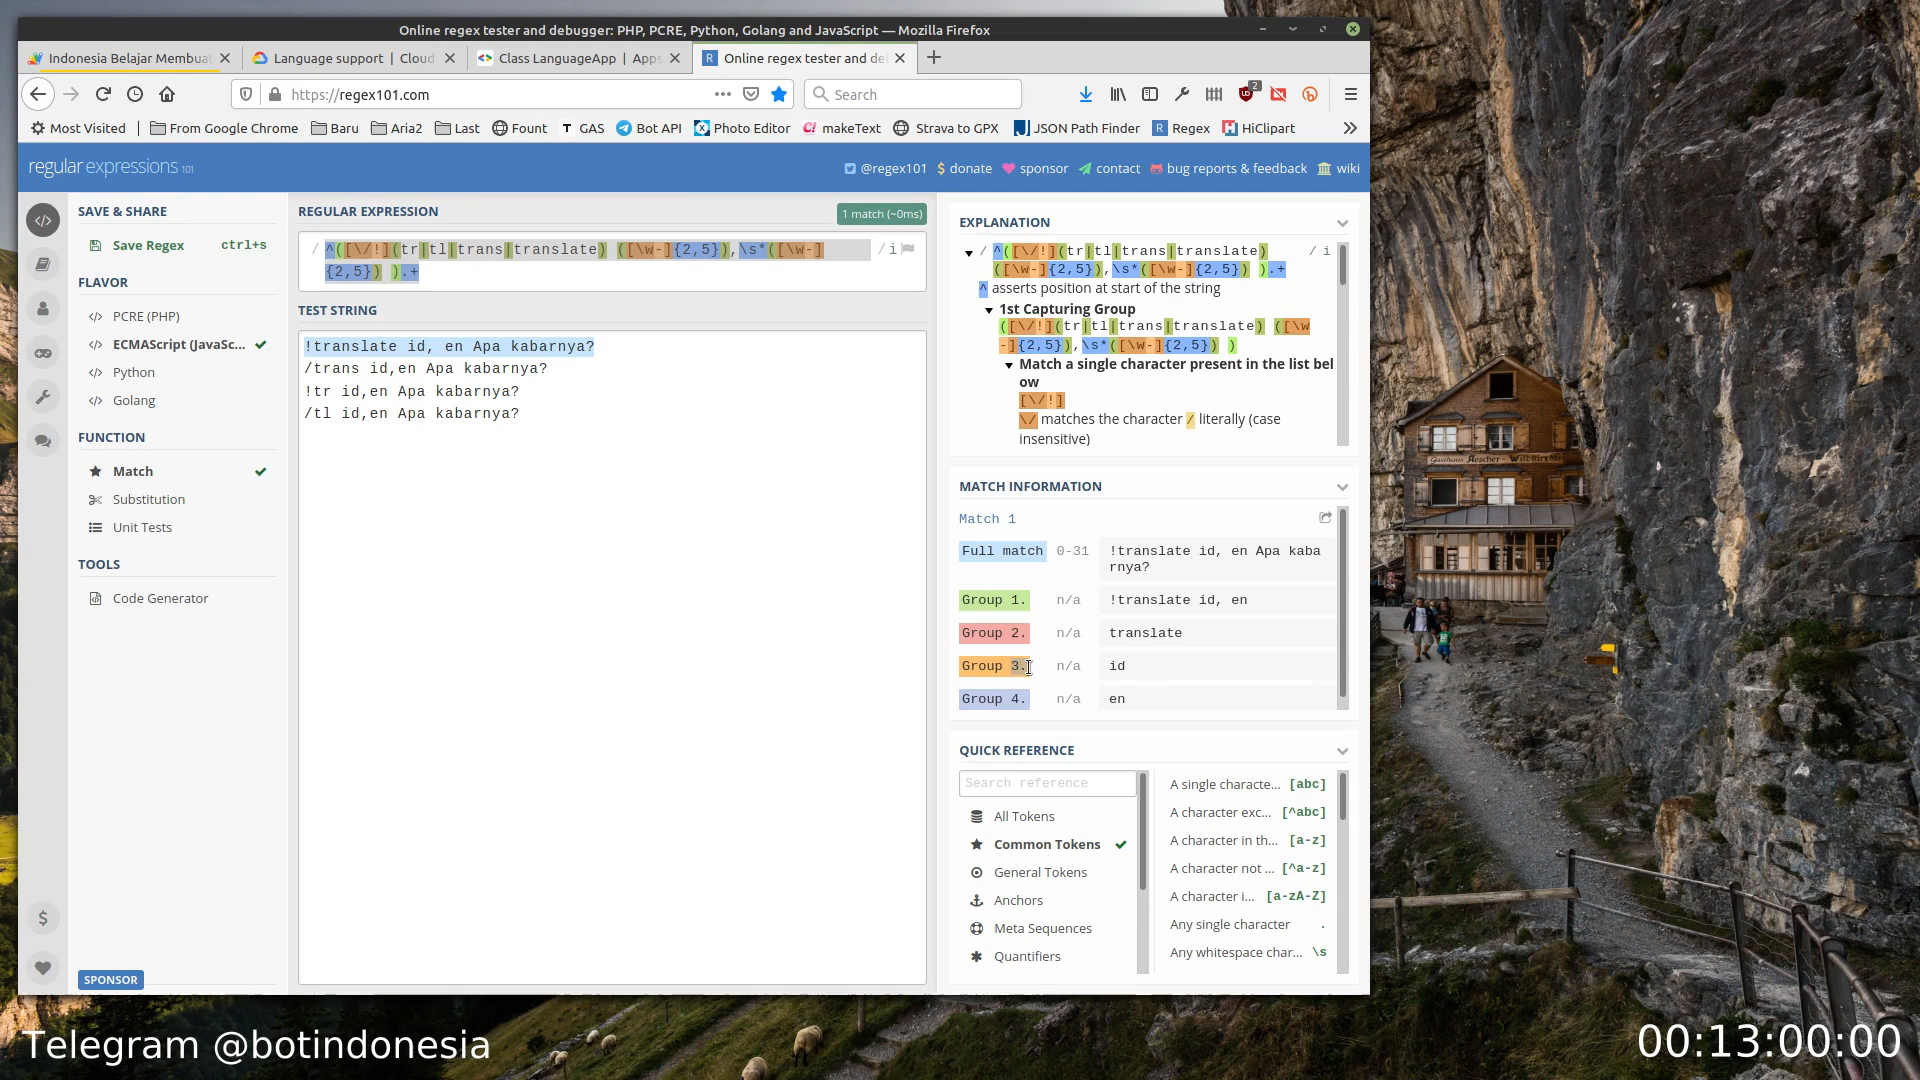 Online regex tester and debugger: PHP, PCRE, Python, Golang and JavaScript — Mozilla Firefox
Indonesia Belajar Membua
Language support | Cloud
Class LanguageApp | Apps
Online regex tester and de
https://regex101.com
Search
2
Most Visited
From Google Chrome
Baru
Aria2
Last
Fount
GAS
Bot API
Photo Editor
makeText
Strava to GPX
JSON Path Finder
Regex
HiClipart
regular expressions 101
@regex101
$ donate
sponsor
contact
bug reports & feedback
wiki
SAVE & SHARE
Save Regex ctrl+s
FLAVOR
</> PCRE (PHP)
</> ECMAScript (JavaSc...
</> Python
</> Golang
FUNCTION
Match
Substitution
Unit Tests
TOOLS
Code Generator
SPONSOR
REGULAR EXPRESSION
1 match (~0ms)
/ ^([\/!](tr|tl|trans|translate) ([\w-]{2,5}),\s*([\w-] / i
{2,5}) ).+
TEST STRING
!translate id, en Apa kabarnya?
/trans id,en Apa kabarnya?
!tr id,en Apa kabarnya?
/tl id,en Apa kabarnya?
EXPLANATION
/ ^([\/!](tr|tl|trans|translate) / i
([\w-]{2,5}),\s*([\w-]{2,5}) ).+
^ asserts position at start of the string
1st Capturing Group
([\/!](tr|tl|trans|translate) ([\w
-]{2,5}),\s*([\w-]{2,5}) )
Match a single character present in the list bel
ow
[\/!]
\/ matches the character / literally (case
insensitive)
MATCH INFORMATION
Match 1
Full match 0-31 !translate id, en Apa kaba
rnya?
Group 1. n/a !translate id, en
Group 2. n/a translate
Group 3. n/a id
Group 4. n/a en
QUICK REFERENCE
Search reference
All Tokens
Common Tokens
General Tokens
Anchors
Meta Sequences
Quantifiers
A single characte... [abc]
A character exc... [^abc]
A character in th... [a-z]
A character not ... [^a-z]
A character i... [a-zA-Z]
Any single character .
Any whitespace char... \s
Telegram @botindonesia
00:13:00:00